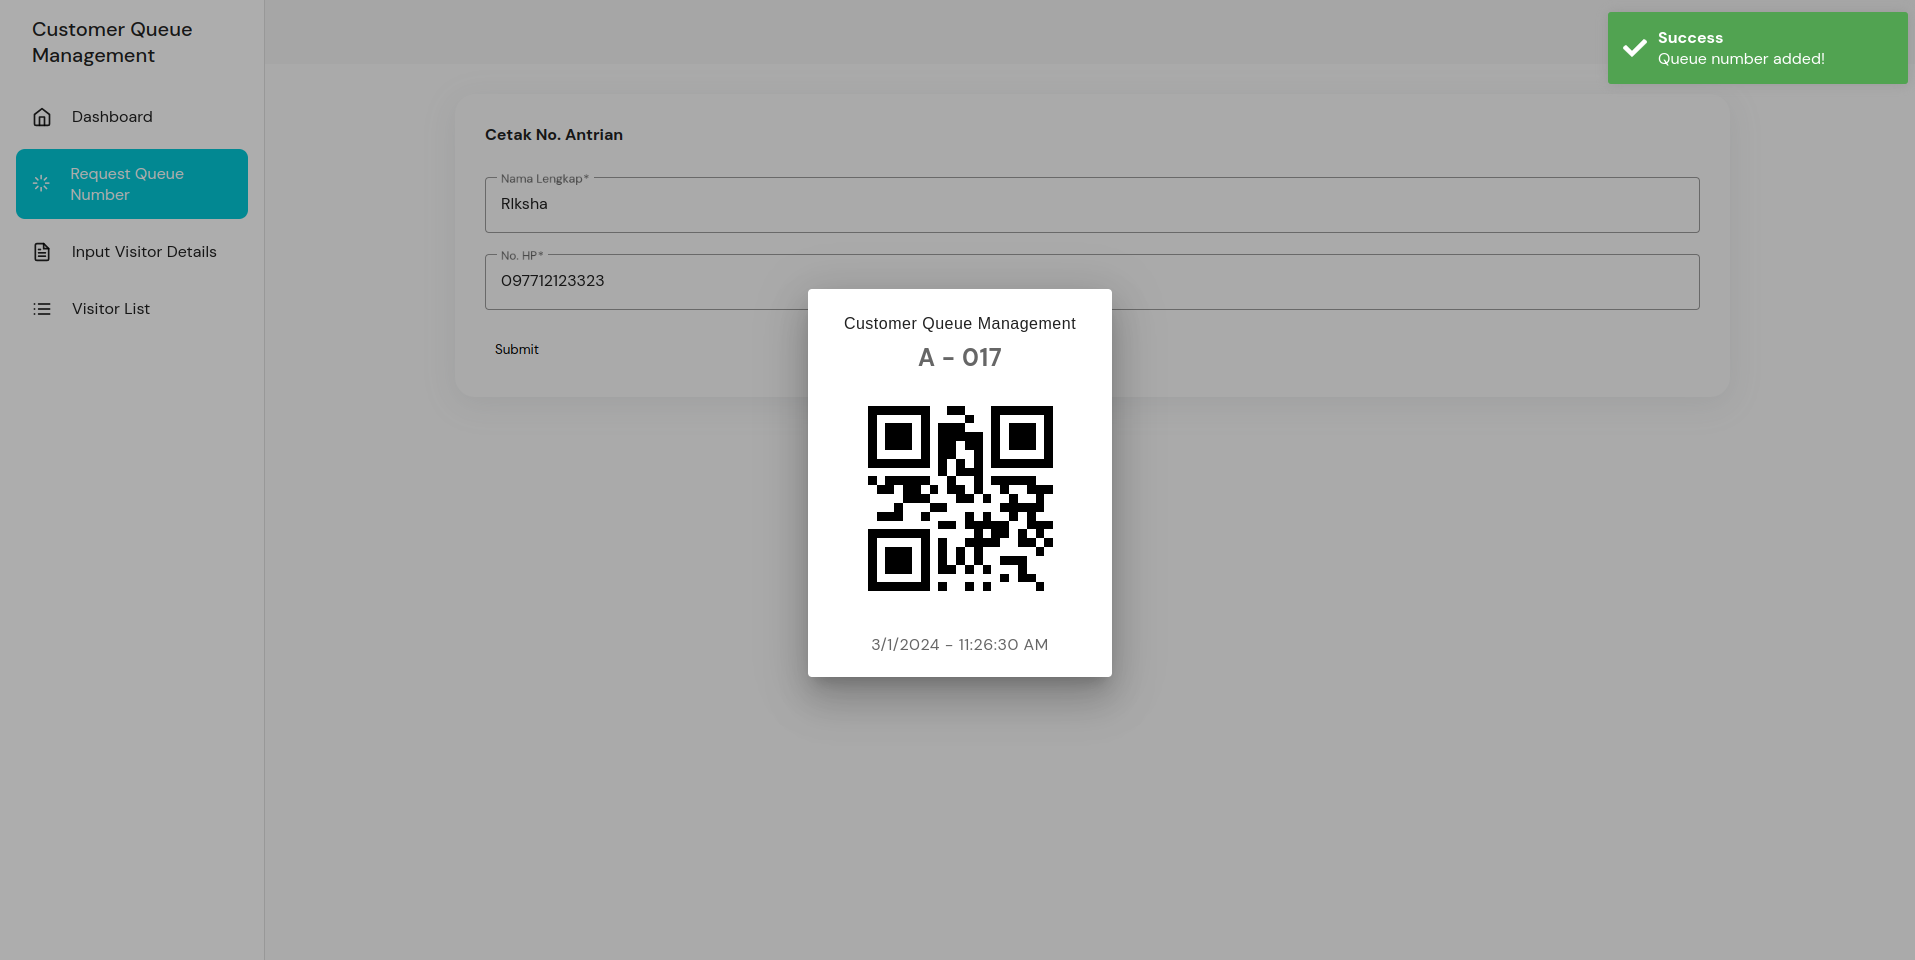 Customer Queue
Management
Dashboard
Request Queue
Number
Input Visitor Details
Visitor List
Success
Queue number added!
Cetak No. Antrian
Nama Lengkap*
RIksha
No. HP*
097712123323
Submit
Customer Queue Management
A - 017
3/1/2024 - 11:26:30 AM